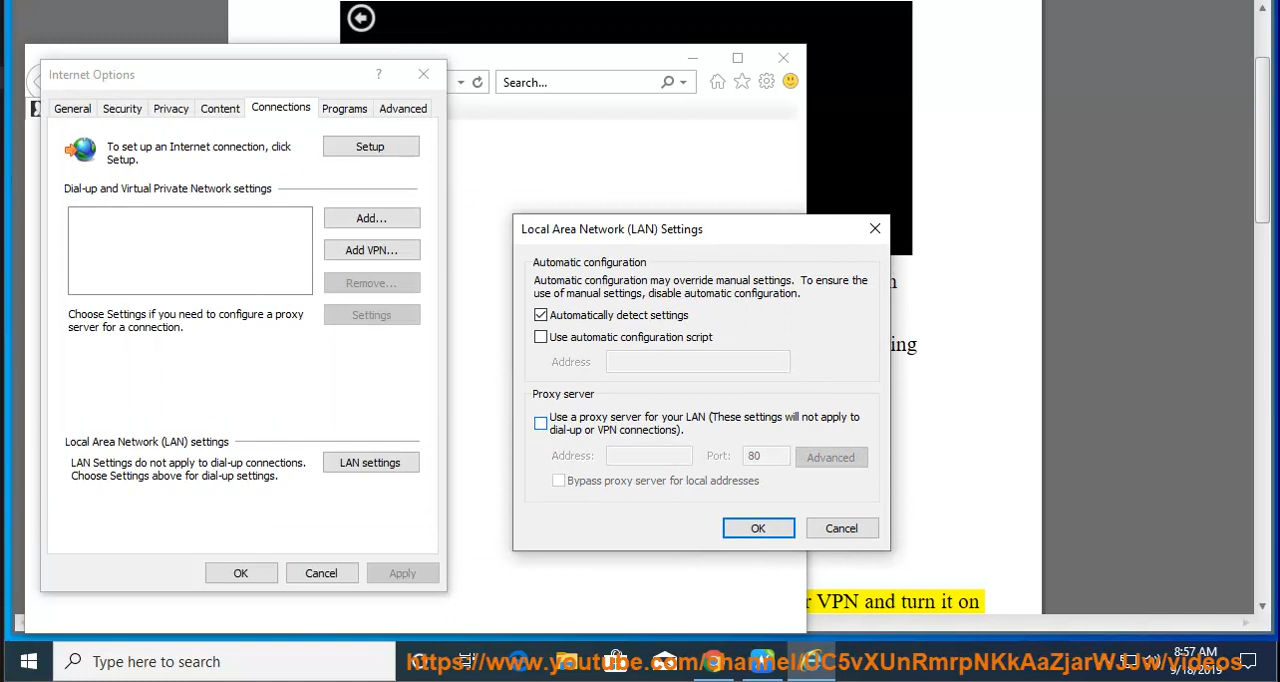 Internet Options
?
Search...
General Security Privacy Content Connections Programs Advanced
To set up an Internet connection, click
Setup.
Setup
Dial-up and Virtual Private Network settings
Add...
Add VPN...
Remove...
Choose Settings if you need to configure a proxy
server for a connection.
Settings
Local Area Network (LAN) settings
LAN Settings do not apply to dial-up connections.
Choose Settings above for dial-up settings.
LAN settings
OK Cancel Apply
Local Area Network (LAN) Settings
Automatic configuration
Automatic configuration may override manual settings. To ensure the
use of manual settings, disable automatic configuration.
Automatically detect settings
Use automatic configuration script
Address
Proxy server
Use a proxy server for your LAN (These settings will not apply to
dial-up or VPN connections).
Address: Port: 80 Advanced
Bypass proxy server for local addresses
OK Cancel
n
ing
r VPN and turn it on
Type here to search
Https://www.youtube.com/channel/UC5vXUnRmrpNKkAaZjarWJJw/videos
8:57 AM
9/18/2019